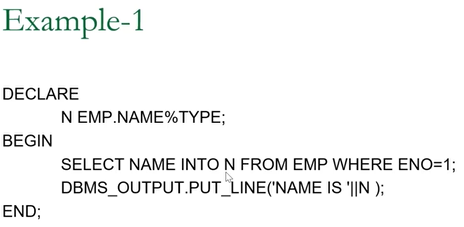 Example-1
DECLARE
N EMP.NAME%TYPE;
BEGIN
SELECT NAME INTO N FROM EMP WHERE ENO=1;
DBMS_OUTPUT.PUT_LINE('NAME IS '||N );
END;